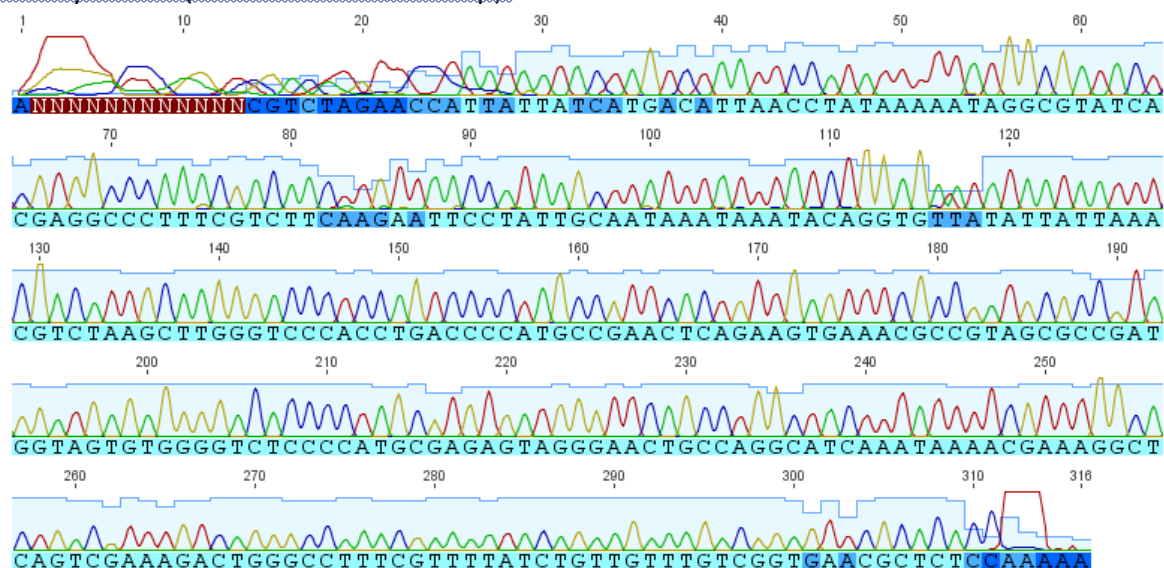 1 10 20 30 40 50 60
ANNNNNNNNNNNNCGTCTAGAACCATTATTATCATGACATTAACCTATAAAAATAGGCGTATCA
70 80 90 100 110 120
CGAGGCCCTTTCGTCTTCAAGAATTCCTATTGCAATAAATAAATACAGGTGTTATATTATTAAA
130 140 150 160 170 180 190
CGTCTAAGCTTGGGTCCCACCTGACCCCATGCCGAACTCAGAAGTGAAACGCCGTAGCGCCGAT
200 210 220 230 240 250
GGTAGTGTGGGGTCTCCCCATGCGAGAGTAGGGAACTGCCAGGCATCAAATAAAACGAAAGGCT
260 270 280 290 300 310 316
CAGTCGAAAGACTGGGCCTTTCGTTTTATCTGTTGTTTGTCGGTGAACGCTCTCCAAAAA